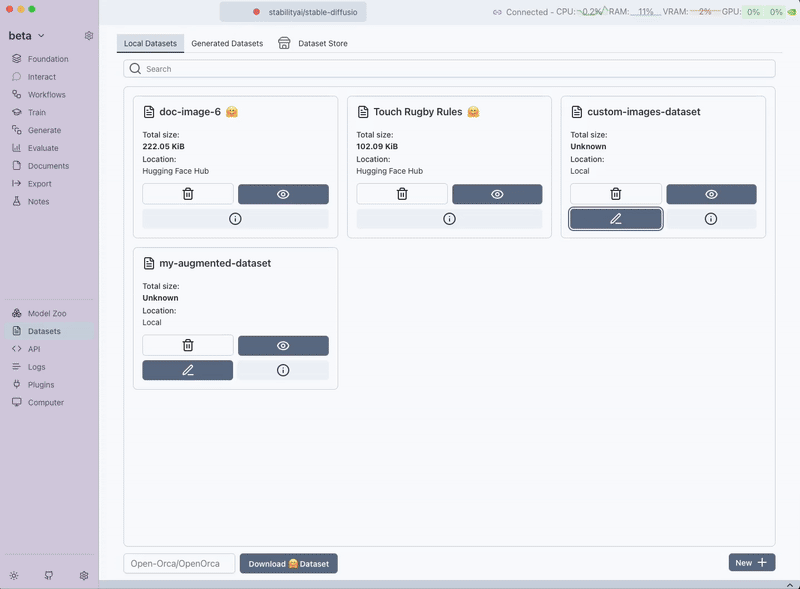 stabilityai/stable-diffusio
Connected - CPU: 0.2% RAM: 11% VRAM: 2% GPU: 0% 0%
beta
Foundation
Interact
Workflows
Train
Generate
Evaluate
Documents
Export
Notes
Model Zoo
Datasets
API
Logs
Plugins
Computer
Local Datasets Generated Datasets Dataset Store
Search
doc-image-6 🤗
Total size:
222.05 KiB
Location:
Hugging Face Hub
Touch Rugby Rules 🤗
Total size:
102.09 KiB
Location:
Hugging Face Hub
custom-images-dataset
Total size:
Unknown
Location:
Local
my-augmented-dataset
Total size:
Unknown
Location:
Local
Open-Orca/OpenOrca
Download 🤗 Dataset
New +